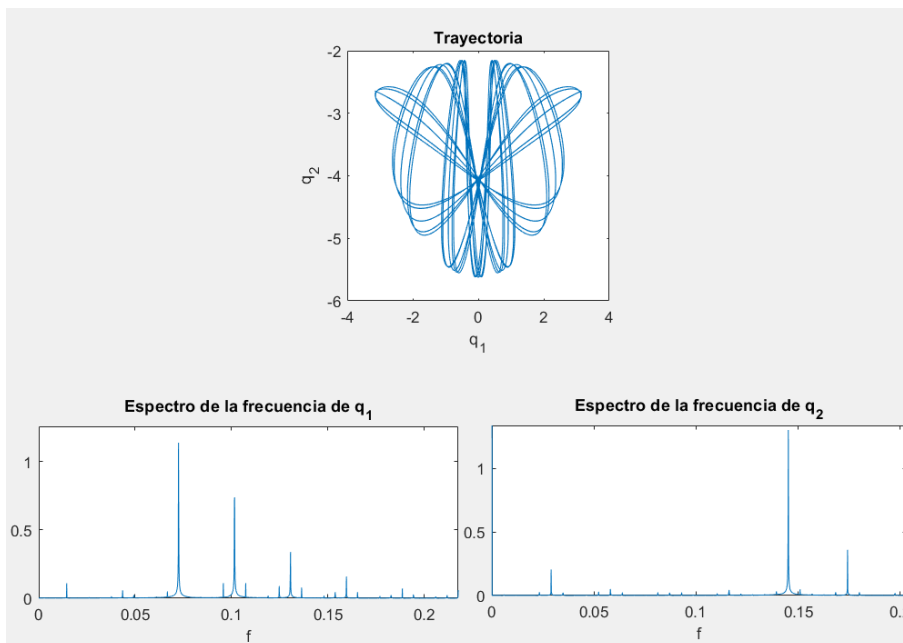 Trayectoria
-2
-3
-4
-5
-6
q2
-4 -2 0 2 4
q1
Espectro de la frecuencia de q1
1
0.5
0
0 0.05 0.1 0.15 0.2
f
Espectro de la frecuencia de q2
1
0.5
0
0 0.05 0.1 0.15 0.2
f